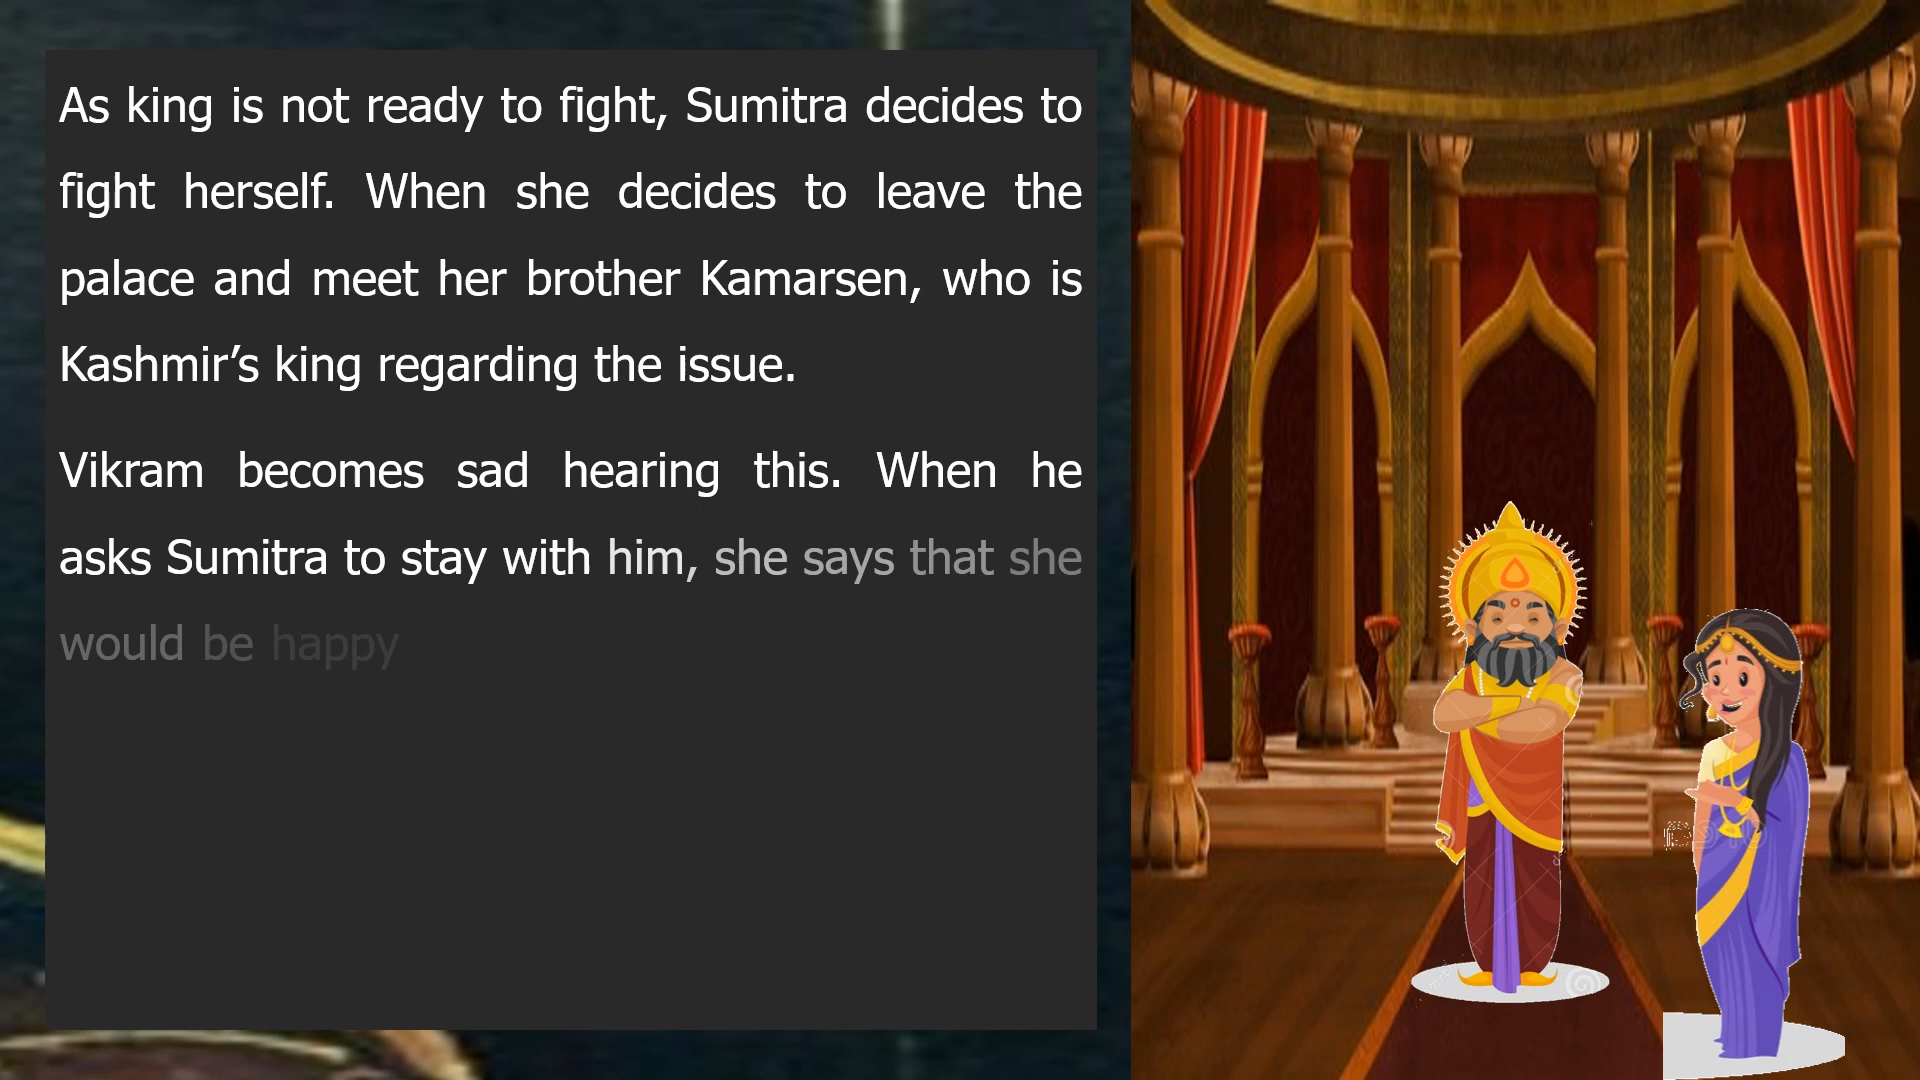 As king is not ready to fight, Sumitra decides to
fight herself. When she decides to leave the
palace and meet her brother Kamarsen, who is
Kashmir’s king regarding the issue.
Vikram becomes sad hearing this. When he
asks Sumitra to stay with him, she says that she
would be happy